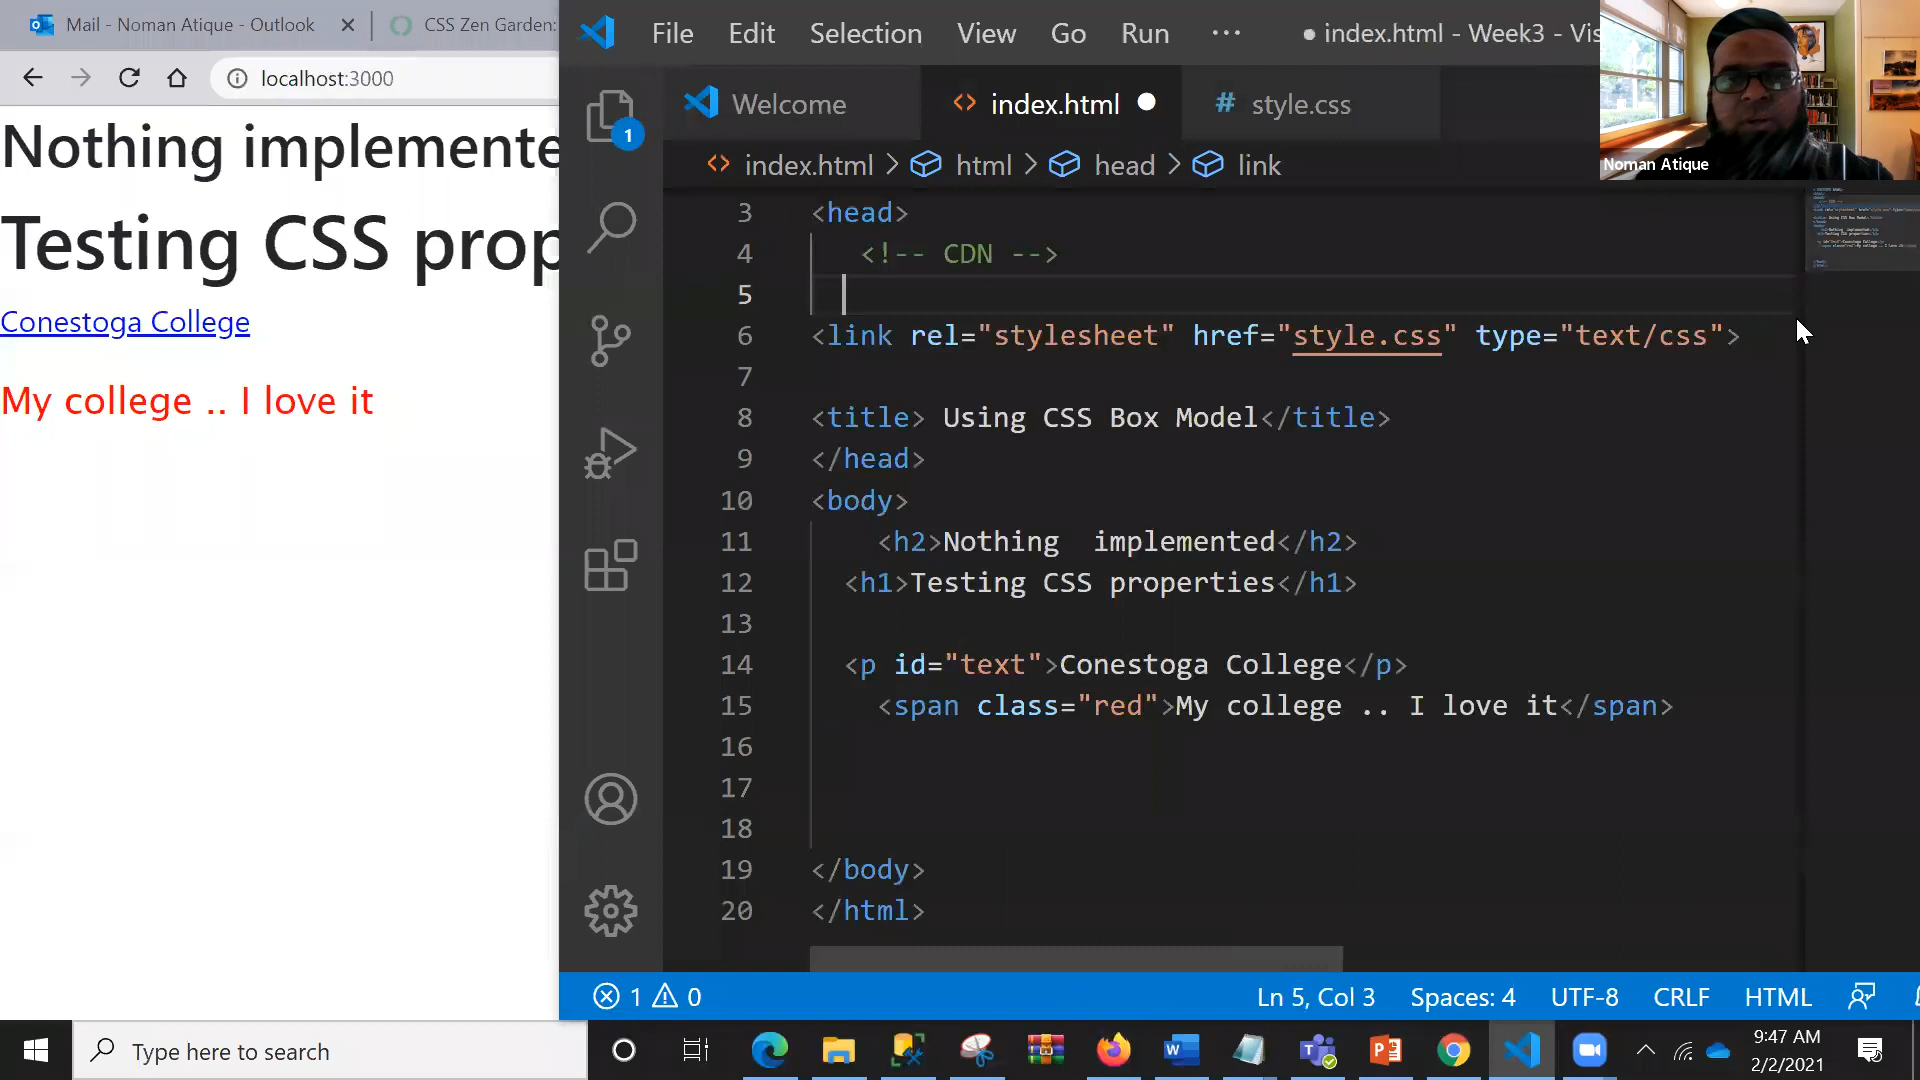 Mail - Noman Atique - Outlook
CSS Zen Garden:
localhost:3000
Nothing implemente
Testing CSS prop
Conestoga College
My college .. I love it
File Edit Selection View Go Run ··· ● index.html - Week3 - Vis
Noman Atique
1
Welcome
index.html
# style.css
index.html > html > head > link
3 <head>
4 <!-- CDN -->
5
6 <link rel="stylesheet" href="style.css" type="text/css">
7
8 <title> Using CSS Box Model</title>
9 </head>
10 <body>
11 <h2>Nothing  implemented</h2>
12 <h1>Testing CSS properties</h1>
13
14 <p id="text">Conestoga College</p>
15 <span class="red">My college .. I love it</span>
16
17
18
19 </body>
20 </html>
1 0
Ln 5, Col 3 Spaces: 4 UTF-8 CRLF HTML
Type here to search
9:47 AM
2/2/2021